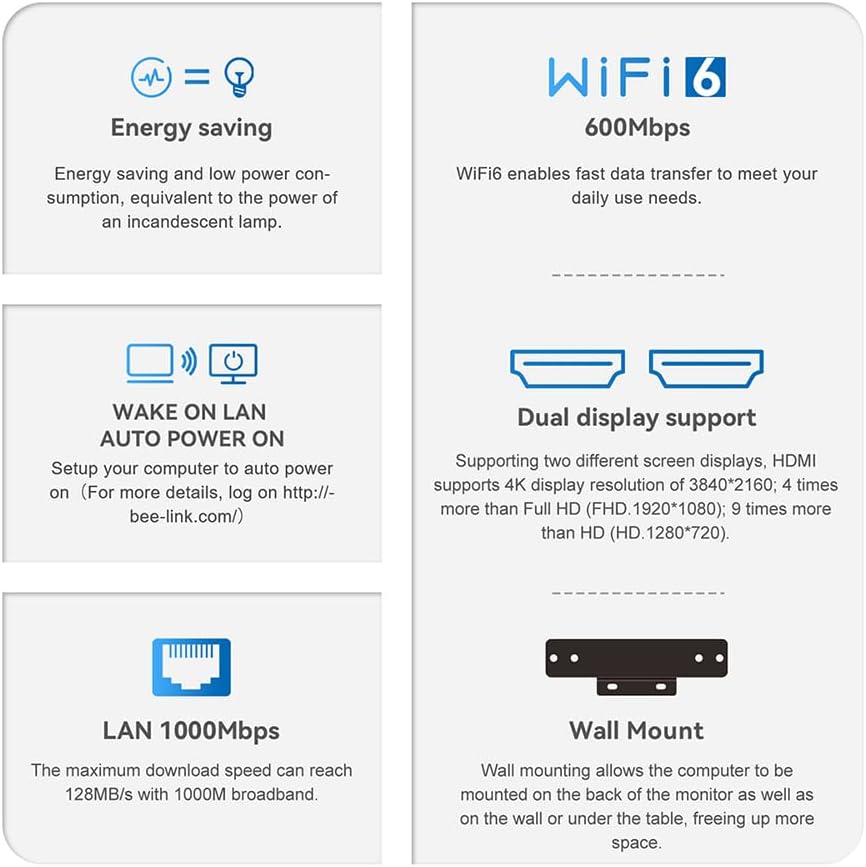 Energy saving
Energy saving and low power con-
sumption, equivalent to the power of
an incandescent lamp.
WAKE ON LAN
AUTO POWER ON
Setup your computer to auto power
on（For more details, log on http://-
bee-link.com/）
LAN 1000Mbps
The maximum download speed can reach
128MB/s with 1000M broadband.
WiFi 6
600Mbps
WiFi6 enables fast data transfer to meet your
daily use needs.
Dual display support
Supporting two different screen displays, HDMI
supports 4K display resolution of 3840*2160; 4 times
more than Full HD (FHD.1920*1080); 9 times more
than HD (HD.1280*720).
Wall Mount
Wall mounting allows the computer to be
mounted on the back of the monitor as well as
on the wall or under the table, freeing up more
space.